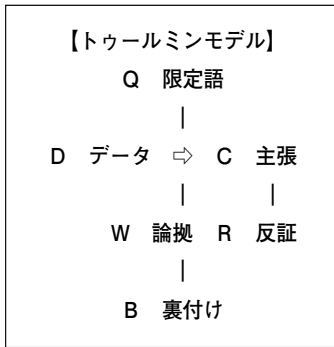 【トゥールミンモデル】
Q 限定語
|
D データ ⇨ C 主張
| |
W 論拠 R 反証
|
B 裏付け